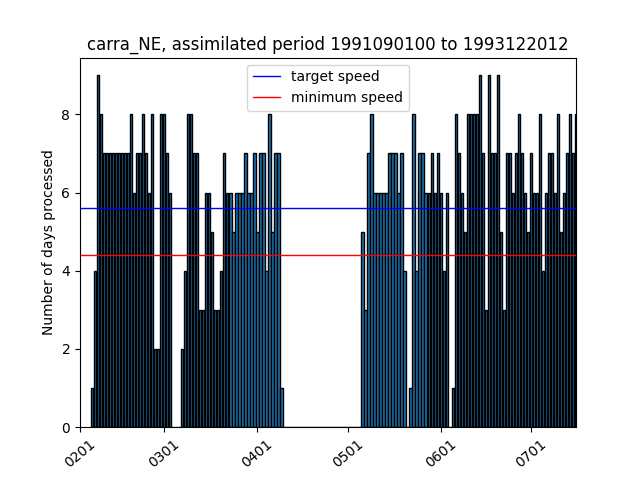 carra_NE, assimilated period 1991090100 to 1993122012
target speed
minimum speed
Number of days processed
8
6
4
2
0
0201
0301
0401
0501
0601
0701